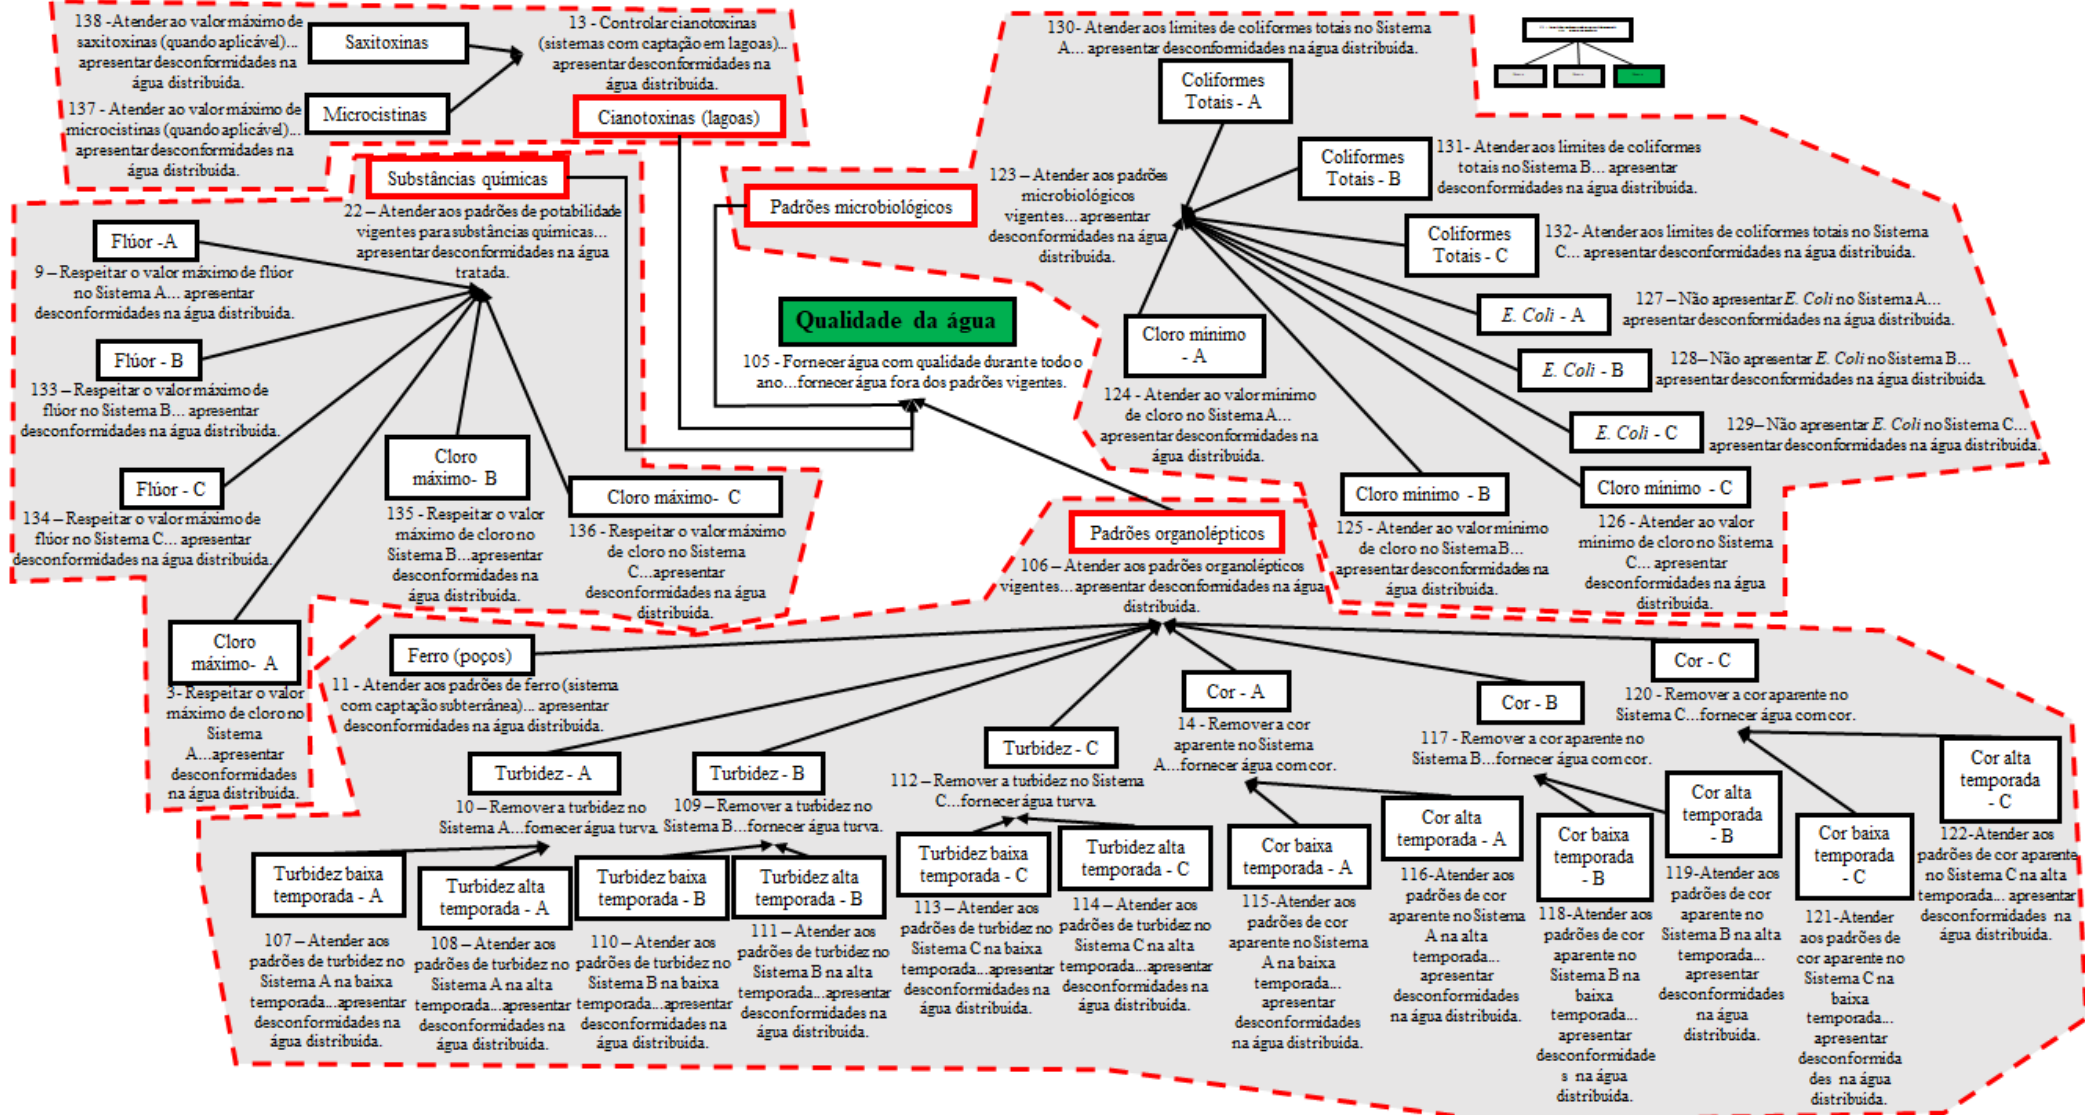 138 -Atender ao valor máximo de
saxitoxinas (quando aplicável)...
apresentar desconformidades na
água distribuída.
Saxitoxinas
13 - Controlar cianotoxinas
(sistemas com captação em lagoas)...
apresentar desconformidades na
água distribuída.
137 - Atender ao valor máximo de
microcistinas (quando aplicável)...
apresentar desconformidades na
água distribuída.
Microcistinas
Cianotoxinas (lagoas)
Substâncias químicas
22 – Atender aos padrões de potabilidade
vigentes para substâncias químicas...
apresentar desconformidades na água
tratada.
Flúor -A
9 – Respeitar o valor máximo de flúor
no Sistema A... apresentar
desconformidades na água distribuída.
Flúor - B
133 – Respeitar o valor máximo de
flúor no Sistema B... apresentar
desconformidades na água distribuída.
Flúor - C
134 – Respeitar o valor máximo de
flúor no Sistema C... apresentar
desconformidades na água distribuída.
Cloro
máximo- B
135 - Respeitar o valor
máximo de cloro no
Sistema B...apresentar
desconformidades na
água distribuída.
Cloro máximo- C
136 - Respeitar o valor máximo
de cloro no Sistema
C...apresentar
desconformidades na água
distribuída.
Cloro
máximo- A
3- Respeitar o valor
máximo de cloro no
Sistema
A...apresentar
desconformidades
na água distribuída.
Qualidade da água
105 - Fornecer água com qualidade durante todo o
ano...fornecer água fora dos padrões vigentes.
Padrões microbiológicos
123 – Atender aos padrões
microbiológicos
vigentes... apresentar
desconformidades na água
distribuída.
130- Atender aos limites de coliformes totais no Sistema
A... apresentar desconformidades na água distribuída.
Coliformes
Totais - A
Coliformes
Totais - B
131- Atender aos limites de coliformes
totais no Sistema B... apresentar
desconformidades na água distribuída.
Coliformes
Totais - C
132- Atender aos limites de coliformes totais no Sistema
C... apresentar desconformidades na água distribuída.
E. Coli - A
127 – Não apresentar E. Coli no Sistema A...
apresentar desconformidades na água distribuída.
E. Coli - B
128– Não apresentar E. Coli no Sistema B...
apresentar desconformidades na água distribuída.
E. Coli - C
129– Não apresentar E. Coli no Sistema C...
apresentar desconformidades na água distribuída.
Cloro mínimo
- A
124 - Atender ao valor mínimo
de cloro no Sistema A...
apresentar desconformidades na
água distribuída.
Cloro mínimo - B
125 - Atender ao valor mínimo
de cloro no Sistema B...
apresentar desconformidades na
água distribuída.
Cloro mínimo - C
126 - Atender ao valor
mínimo de cloro no Sistema
C... apresentar
desconformidades na água
distribuída.
Padrões organolépticos
106 – Atender aos padrões organolépticos
vigentes... apresentar desconformidades na água
distribuída.
Ferro (poços)
11 - Atender aos padrões de ferro (sistema
com captação subterrânea)... apresentar
desconformidades na água distribuída.
Turbidez - A
10 – Remover a turbidez no
Sistema A...fornecer água turva.
Turbidez - B
109 – Remover a turbidez no
Sistema B...fornecer água turva.
Turbidez - C
112 – Remover a turbidez no Sistema
C...fornecer água turva.
Cor - A
14 - Remover a cor
aparente no Sistema
A...fornecer água com cor.
Cor - B
117 - Remover a cor aparente no
Sistema B...fornecer água com cor.
Cor - C
120 - Remover a cor aparente no
Sistema C...fornecer água com cor.
Turbidez baixa
temporada - A
107 – Atender aos
padrões de turbidez no
Sistema A na baixa
temporada...apresentar
desconformidades na
água distribuída.
Turbidez alta
temporada - A
108 – Atender aos
padrões de turbidez no
Sistema A na alta
temporada...apresentar
desconformidades na
água distribuída.
Turbidez baixa
temporada - B
110 – Atender aos
padrões de turbidez no
Sistema B na baixa
temporada...apresentar
desconformidades na
água distribuída.
Turbidez alta
temporada - B
111 – Atender aos
padrões de turbidez no
Sistema B na alta
temporada...apresentar
desconformidades na
água distribuída.
Turbidez baixa
temporada - C
113 – Atender aos
padrões de turbidez no
Sistema C na baixa
temporada...apresentar
desconformidades na
água distribuída.
Turbidez alta
temporada - C
114 – Atender aos
padrões de turbidez no
Sistema C na alta
temporada...apresentar
desconformidades na
água distribuída.
Cor baixa
temporada - A
115-Atender aos
padrões de cor
aparente no Sistema
A na baixa
temporada...
apresentar
desconformidades
na água distribuída.
Cor alta
temporada - A
116-Atender aos
padrões de cor
aparente no Sistema
A na alta
temporada...
apresentar
desconformidades
na água distribuída.
Cor baixa
temporada
- B
118-Atender aos
padrões de cor
aparente no
Sistema B na
baixa
temporada...
apresentar
desconformidade
s na água
distribuída.
Cor alta
temporada
- B
119-Atender aos
padrões de cor
aparente no
Sistema B na alta
temporada...
apresentar
desconformidades
na água
distribuída.
Cor baixa
temporada
- C
121-Atender
aos padrões de
cor aparente no
Sistema C na
baixa
temporada...
apresentar
desconformida
des na água
distribuída.
Cor alta
temporada
- C
122-Atender aos
padrões de cor aparente
no Sistema C na alta
temporada... apresentar
desconformidades na
água distribuída.